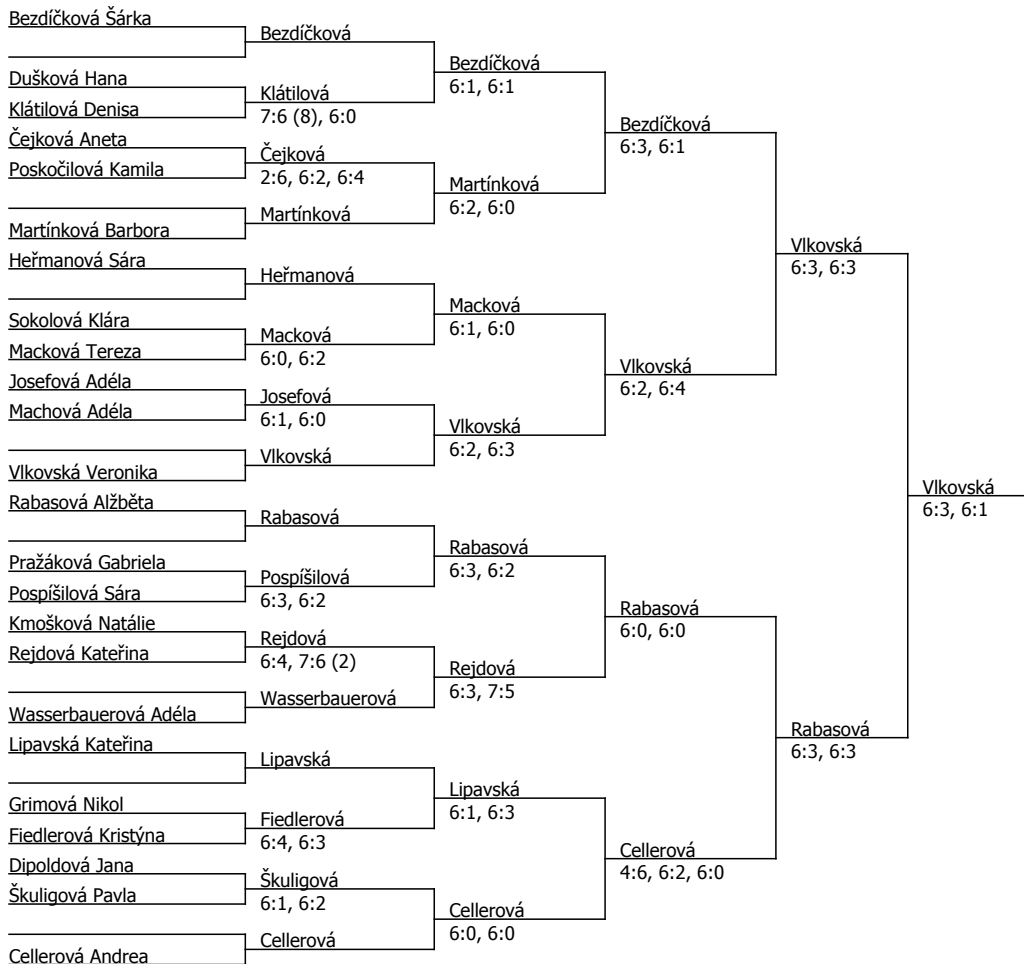 Bezdíčková Šárka
Dušková Hana
Klátilová Denisa
Čejková Aneta
Poskočilová Kamila
Martínková Barbora
Heřmanová Sára
Sokolová Klára
Macková Tereza
Josefová Adéla
Machová Adéla
Vlkovská Veronika
Rabasová Alžběta
Pražáková Gabriela
Pospíšilová Sára
Kmošková Natálie
Rejdová Kateřina
Wasserbauerová Adéla
Lipavská Kateřina
Grimová Nikol
Fiedlerová Kristýna
Dipoldová Jana
Škuligová Pavla
Cellerová Andrea
Bezdíčková
Klátilová
7:6 (8), 6:0
Čejková
2:6, 6:2, 6:4
Martínková
Heřmanová
Macková
6:0, 6:2
Josefová
6:1, 6:0
Vlkovská
Rabasová
Pospíšilová
6:3, 6:2
Rejdová
6:4, 7:6 (2)
Wasserbauerová
Lipavská
Fiedlerová
6:4, 6:3
Škuligová
6:1, 6:2
Cellerová
Bezdíčková
6:1, 6:1
Martínková
6:2, 6:0
Macková
6:1, 6:0
Vlkovská
6:2, 6:3
Rabasová
6:3, 6:2
Rejdová
6:3, 7:5
Lipavská
6:1, 6:3
Cellerová
6:0, 6:0
Bezdíčková
6:3, 6:1
Vlkovská
6:2, 6:4
Rabasová
6:0, 6:0
Cellerová
4:6, 6:2, 6:0
Vlkovská
6:3, 6:3
Rabasová
6:3, 6:3
Vlkovská
6:3, 6:1